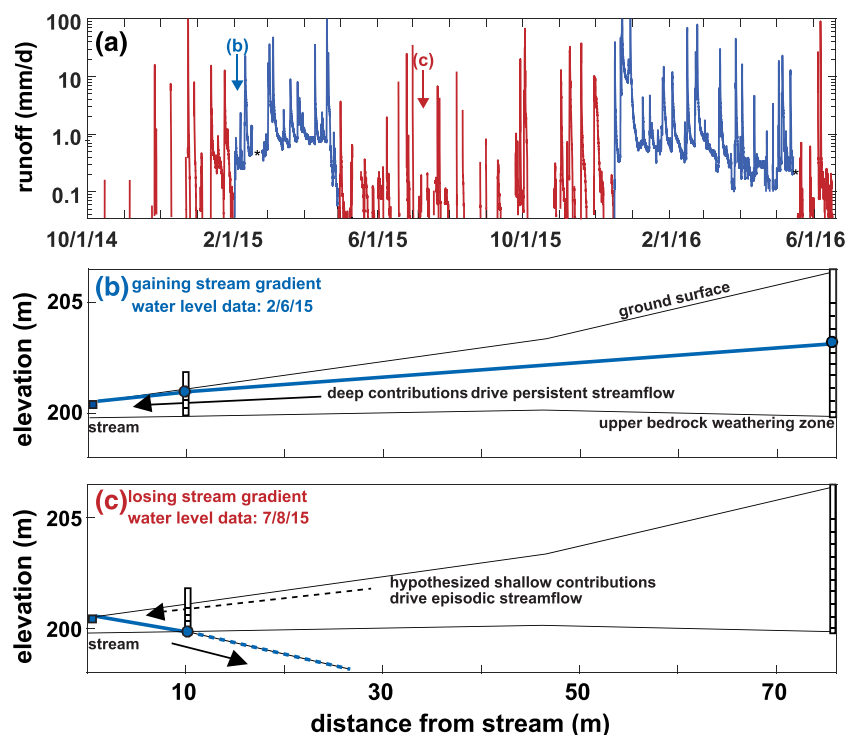 (a)
runoff (mm/d)
100
10
1.0
0.1
(b)
(c)
*
*
10/1/14 2/1/15 6/1/15 10/1/15 2/1/16 6/1/16
(b) gaining stream gradient
water level data: 2/6/15
elevation (m)
205
200
ground surface
deep contributions drive persistent streamflow
stream
upper bedrock weathering zone
(c) losing stream gradient
water level data: 7/8/15
elevation (m)
205
200
hypothesized shallow contributions
drive episodic streamflow
stream
10 30 50 70
distance from stream (m)